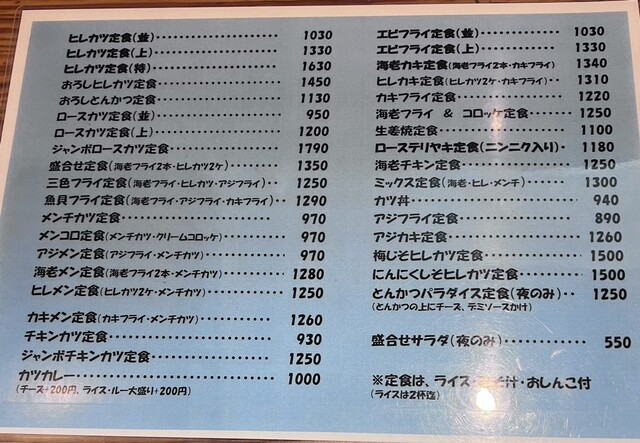 ヒレカツ定食(並)・・・・・・・・・・・・・・・・・・ 1030
ヒレカツ定食(上)・・・・・・・・・・・・・・・・・・ 1330
ヒレカツ定食(特)・・・・・・・・・・・・・・・・・・ 1630
おろしヒレカツ定食・・・・・・・・・・・・・・・・ 1450
おろしとんかつ定食・・・・・・・・・・・・・・・・ 1130
ロースカツ定食(並)・・・・・・・・・・・・・・・・ 950
ロースカツ定食(上)・・・・・・・・・・・・・・・・ 1200
ジャンボロースカツ定食・・・・・・・・・・・・ 1790
盛合せ定食(海老フライ2本・ヒレカツ2ケ)・・・・ 1350
三色フライ定食(海老フライ・ヒレカツ・アジフライ)・・ 1250
魚貝フライ定食(海老フライ・アジフライ・カキフライ)・・ 1290
メンチカツ定食・・・・・・・・・・・・・・・・・・・・ 970
メンコロ定食(メンチカツ・クリームコロッケ)・・・・・・ 970
アジメン定食(アジフライ・メンチカツ)・・・・・・・・ 970
海老メン定食(海老フライ2本・メンチカツ)・・・・・・ 1280
ヒレメン定食(ヒレカツ2ケ・メンチカツ)・・・・・・・・ 1250
カキメン定食(カキフライ・メンチカツ)・・・・・・・・ 1260
チキンカツ定食・・・・・・・・・・・・・・・・・・・・ 930
ジャンボチキンカツ定食・・・・・・・・・・・・・・ 1250
カツカレー・・・・・・・・・・・・・・・・・・・・・・・・ 1000
(チーズ+200円、ライス・ルー大盛り+200円)
エビフライ定食(並)・・・・・・・・・・・・・・・・ 1030
エビフライ定食(上)・・・・・・・・・・・・・・・・ 1330
海老カキ定食(海老フライ2本・カキフライ)・・・・ 1340
ヒレカキ定食(ヒレカツ2ケ・カキフライ)・・・・・・ 1310
カキフライ定食・・・・・・・・・・・・・・・・・・・・ 1220
海老フライ & コロッケ定食・・・・・・・・・・ 1250
生姜焼定食・・・・・・・・・・・・・・・・・・・・・・・・ 1100
ローステリヤキ定食(ニンニク入り)・・ 1180
海老チキン定食・・・・・・・・・・・・・・・・・・・・ 1250
ミックス定食(海老・ヒレ・メンチ)・・・・・・・・ 1300
カツ丼・・・・・・・・・・・・・・・・・・・・・・・・・・・・ 940
アジフライ定食・・・・・・・・・・・・・・・・・・・・ 890
アジカキ定食・・・・・・・・・・・・・・・・・・・・・・ 1260
梅じそヒレカツ定食・・・・・・・・・・・・・・・・ 1500
にんにくしそヒレカツ定食・・・・・・・・・・ 1500
とんかつパラダイス定食(夜のみ)・・ 1250
(とんかつの上にチーズ、デミソースかけ)
盛合せサラダ(夜のみ)・・・・・・・・・・・・・・ 550
※定食は、ライス・ 汁・おしんこ付
(ライスは2杯迄)